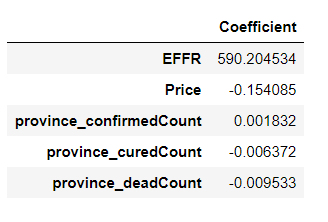 Coefficient
EFFR 590.204534
Price -0.154085
province_confirmedCount 0.001832
province_curedCount -0.006372
province_deadCount -0.009533